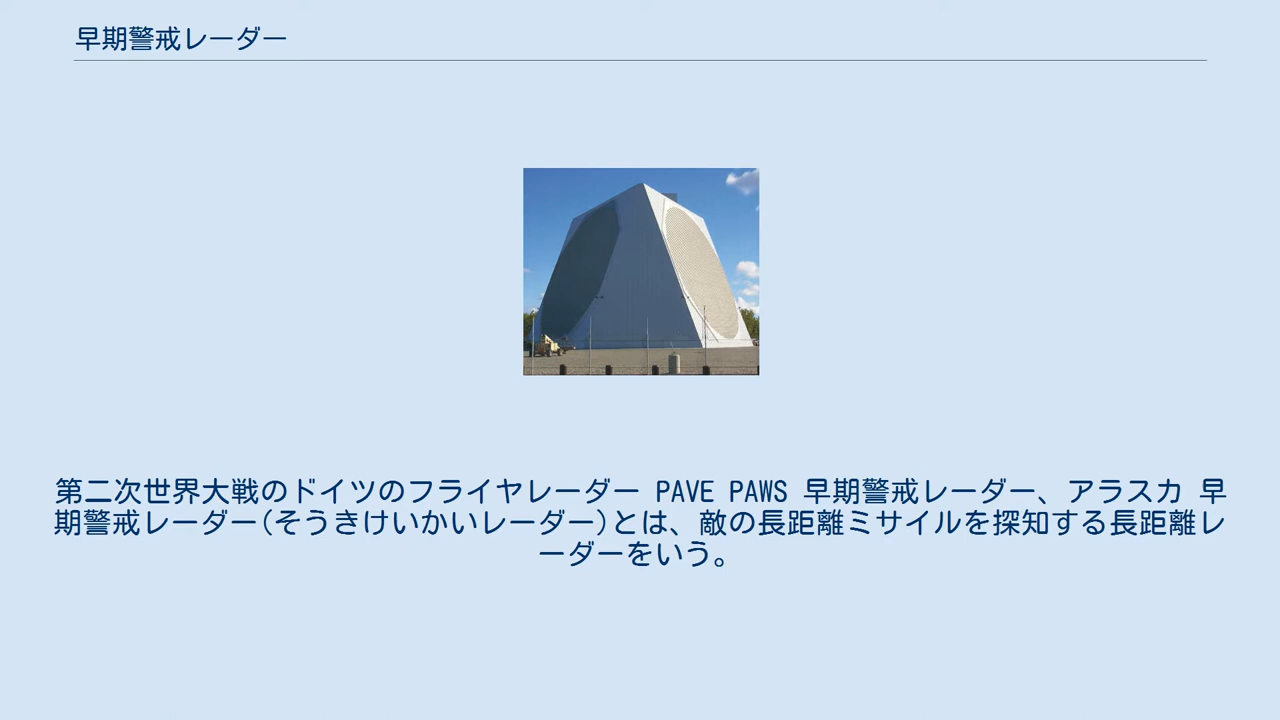 早期警戒レーダー
第二次世界大戦のドイツのフライヤレーダー PAVE PAWS 早期警戒レーダー、アラスカ 早
期警戒レーダー(そうきけいかいレーダー)とは、敵の長距離ミサイルを探知する長距離レ
ーダーをいう。